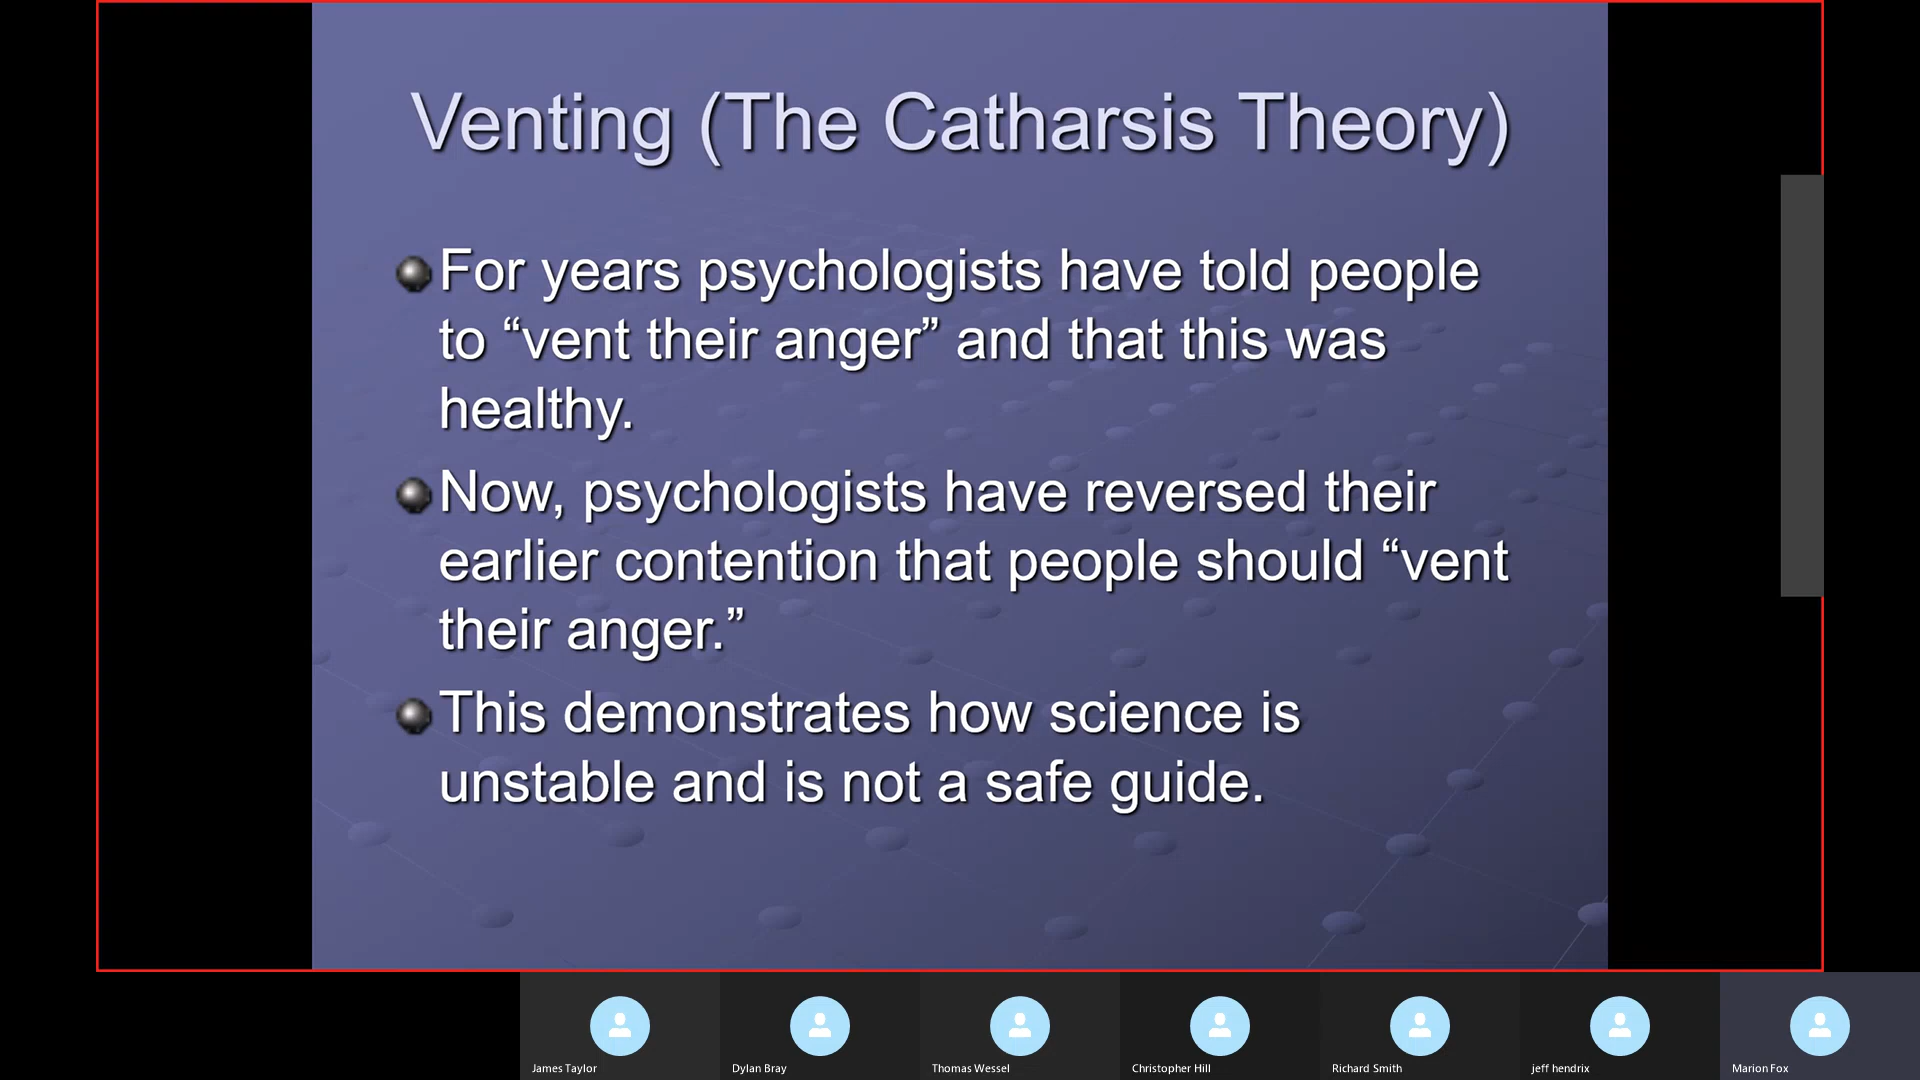 Venting (The Catharsis Theory)
For years psychologists have told people
to “vent their anger” and that this was
healthy.
Now, psychologists have reversed their
earlier contention that people should “vent
their anger.”
This demonstrates how science is
unstable and is not a safe guide.
James Taylor
Dylan Bray
Thomas Wessel
Christopher Hill
Richard Smith
jeff hendrix
Marion Fox